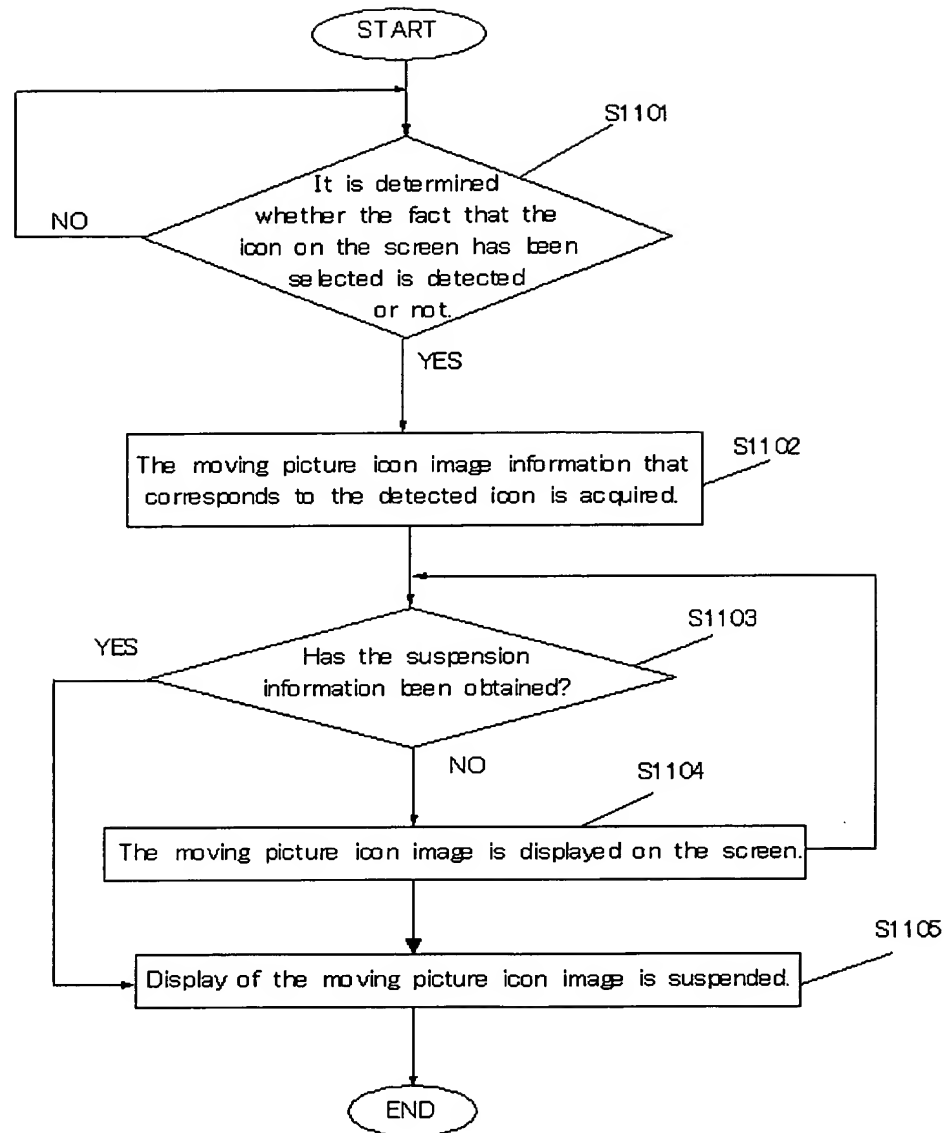 START
S1101
It is determined
whether the fact that the
icon on the screen has been
selected is detected
or not.
NO
YES
S1102
The moving picture icon image information that
corresponds to the detected icon is acquired.
S1103
YES
Has the suspension
information been obtained?
NO
S1104
The moving picture icon image is displayed on the screen.
S1105
Display of the moving picture icon image is suspended.
END